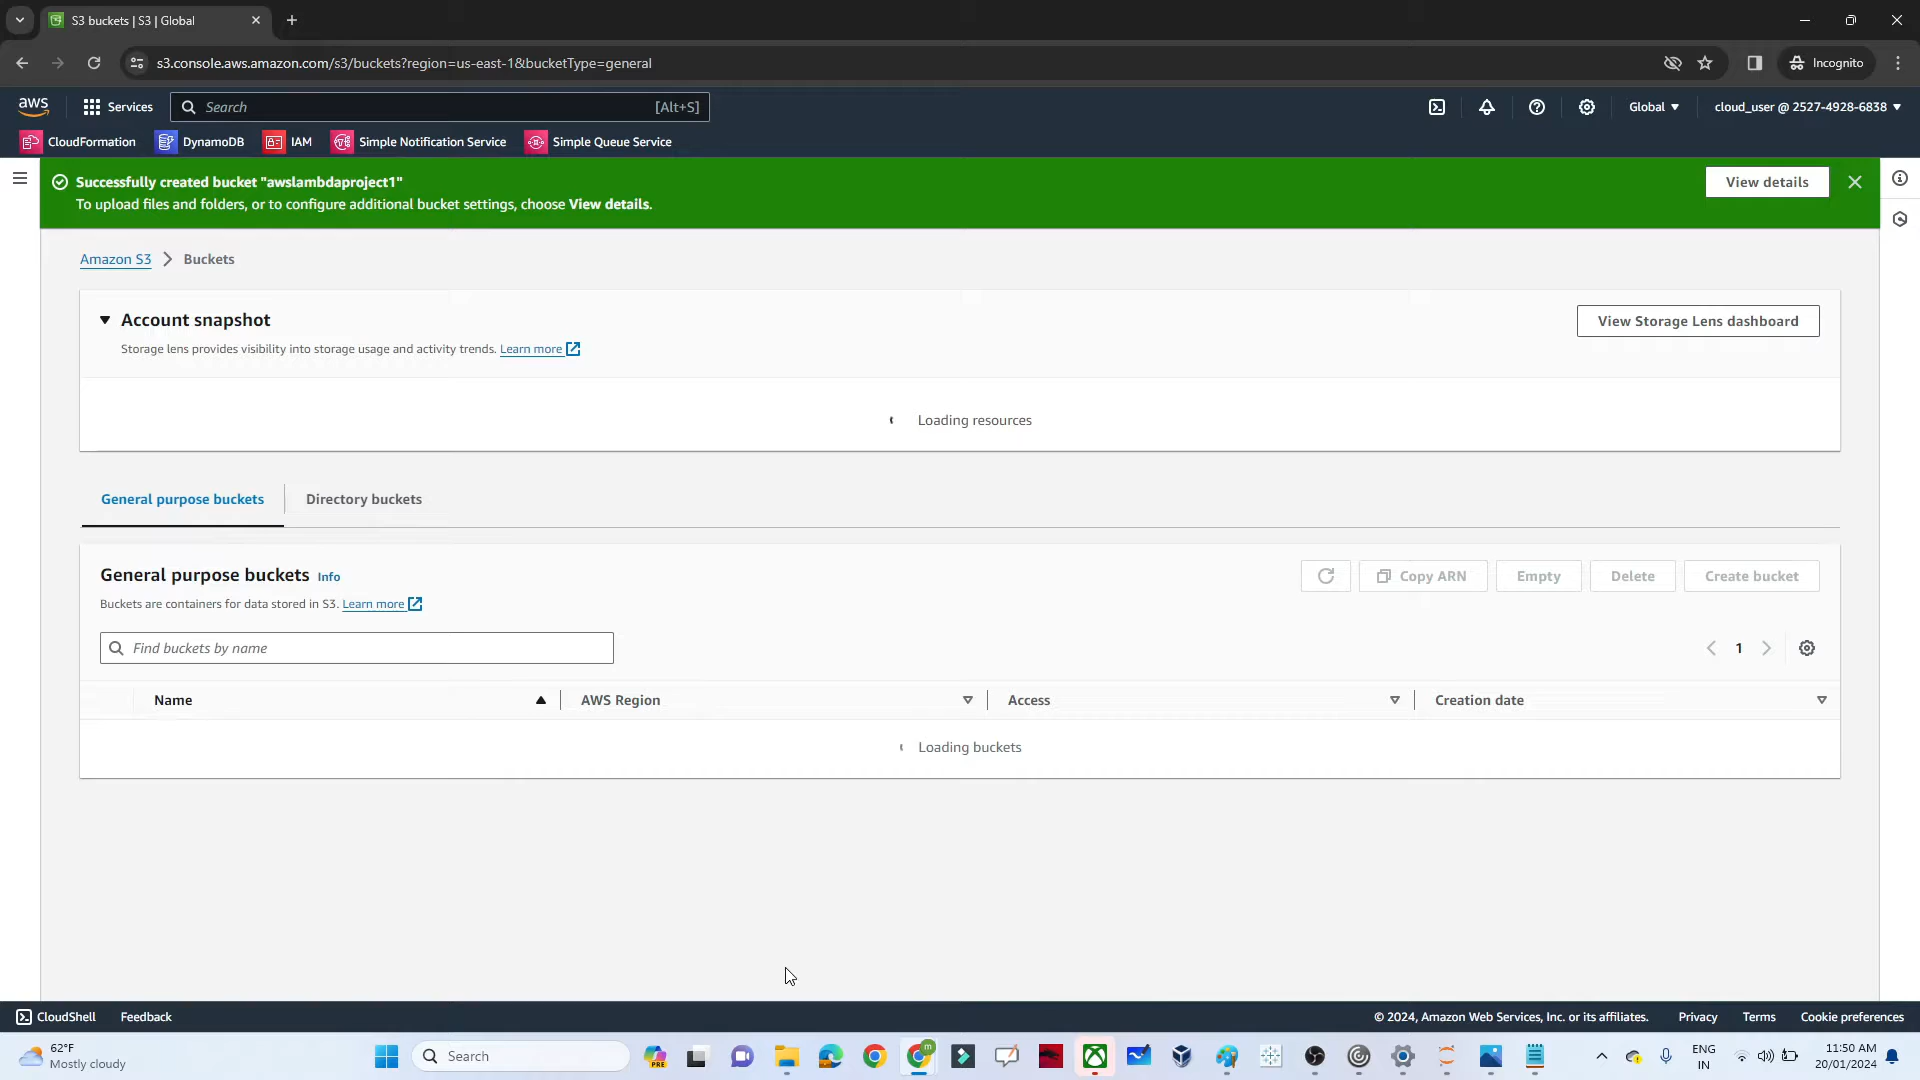 S3 buckets | S3 | Global
s3.console.aws.amazon.com/s3/buckets?region=us-east-1&bucketType=general
Incognito
aws
Services
Search
[Alt+S]
Global
cloud_user @ 2527-4928-6838
CloudFormation
DynamoDB
IAM
Simple Notification Service
Simple Queue Service
Successfully created bucket "awslambdaproject1"
To upload files and folders, or to configure additional bucket settings, choose View details.
View details
Amazon S3
Buckets
Account snapshot
Storage lens provides visibility into storage usage and activity trends. Learn more
View Storage Lens dashboard
Loading resources
General purpose buckets
Directory buckets
General purpose buckets Info
Buckets are containers for data stored in S3. Learn more
Copy ARN
Empty
Delete
Create bucket
Find buckets by name
1
Name
AWS Region
Access
Creation date
Loading buckets
CloudShell
Feedback
© 2024, Amazon Web Services, Inc. or its affiliates.
Privacy
Terms
Cookie preferences
62°F
Mostly cloudy
Search
PRE
m
ENG
IN
11:50 AM
20/01/2024